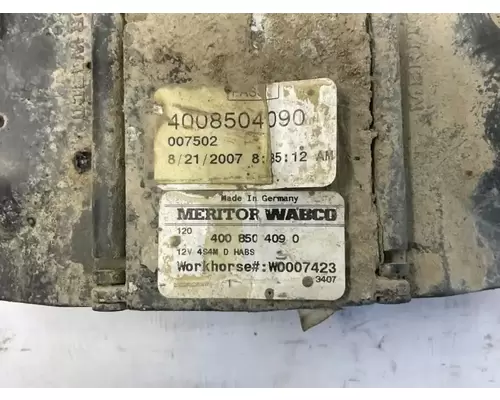 4008504090
007502
8/21/2007 8:35:12 AM
Made In Germany
MERITOR WABCO
120
400 850 409 0
12V 4S4M D HABS
Workhorse#:W0007423
3407